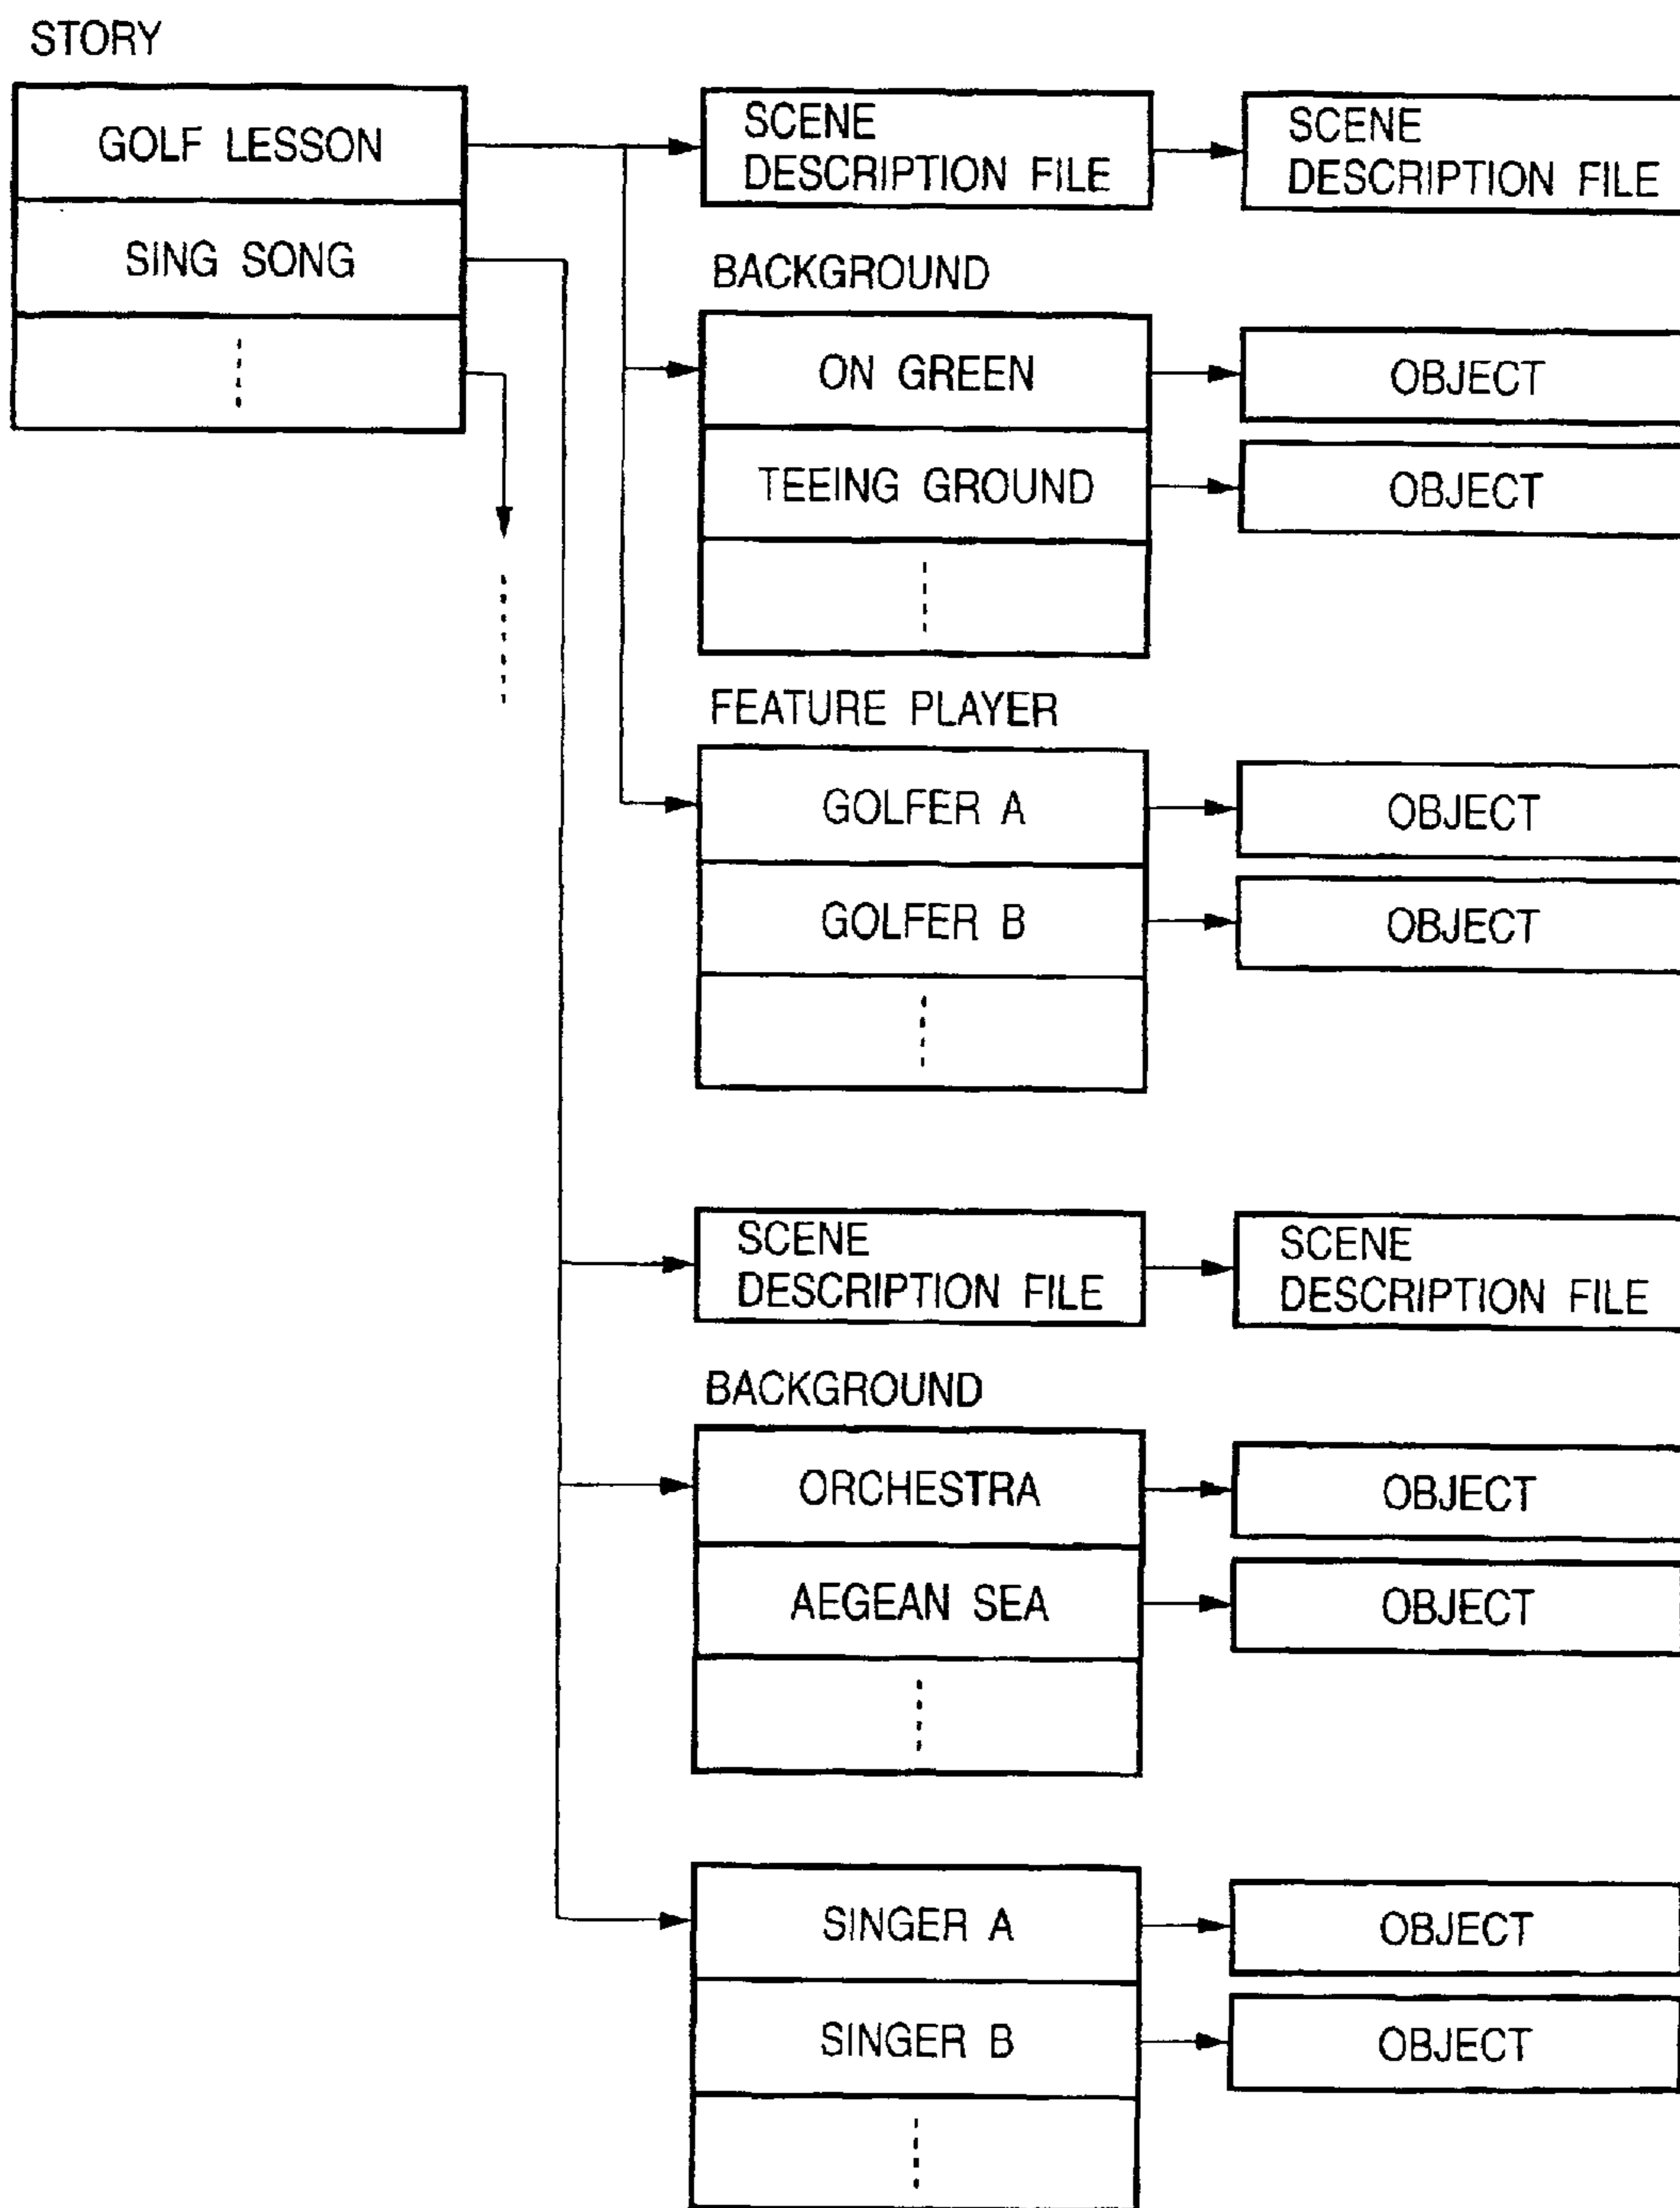 STORY
GOLF LESSON
SING SONG
SCENE
DESCRIPTION FILE
SCENE
DESCRIPTION FILE
BACKGROUND
ON GREEN
OBJECT
TEEING GROUND
OBJECT
FEATURE PLAYER
GOLFER A
OBJECT
GOLFER B
OBJECT
SCENE
DESCRIPTION FILE
SCENE
DESCRIPTION FILE
BACKGROUND
ORCHESTRA
OBJECT
AEGEAN SEA
OBJECT
SINGER A
OBJECT
SINGER B
OBJECT